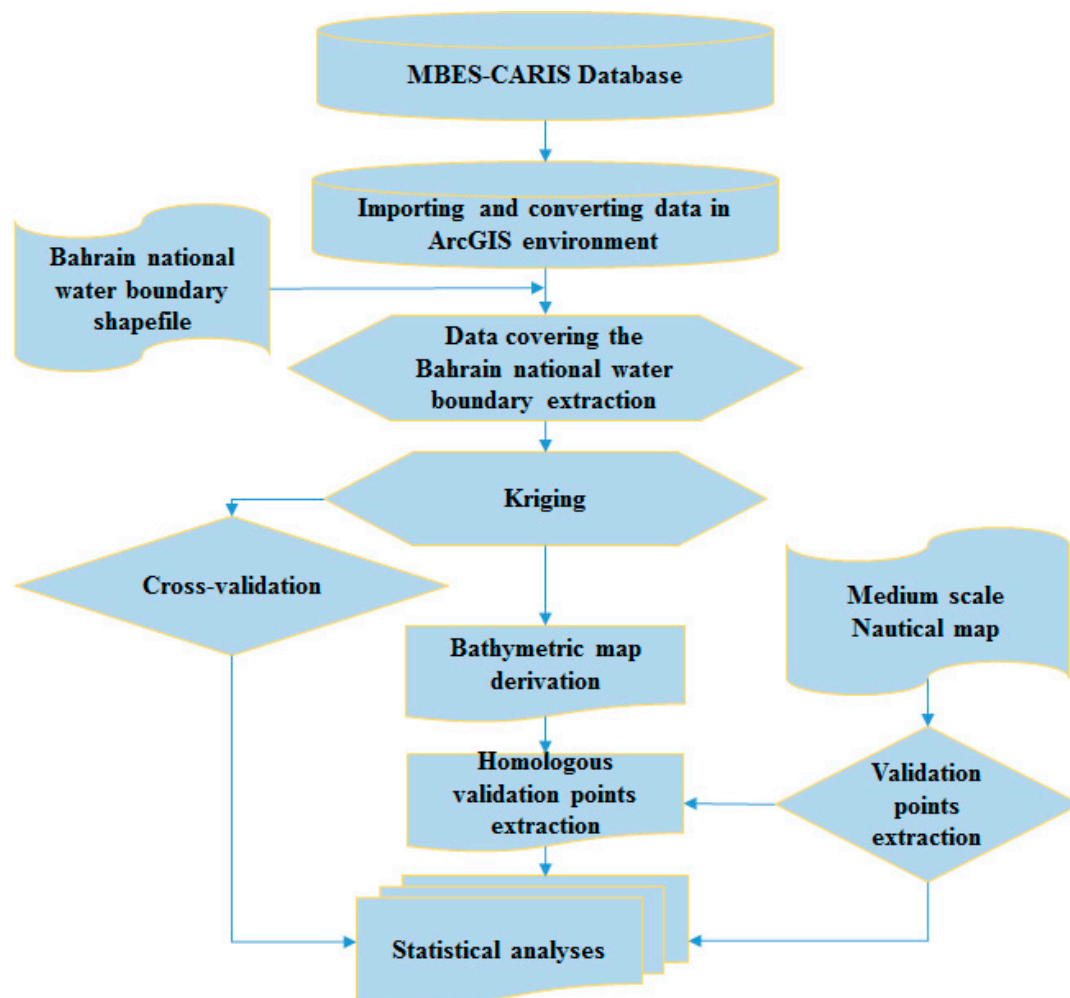 MBES-CARIS Database
Importing and converting data in
ArcGIS environment
Bahrain national
water boundary
shapefile
Data covering the
Bahrain national water
boundary extraction
Kriging
Cross-validation
Medium scale
Nautical map
Bathymetric map
derivation
Homologous
validation points
extraction
Validation
points
extraction
Statistical analyses